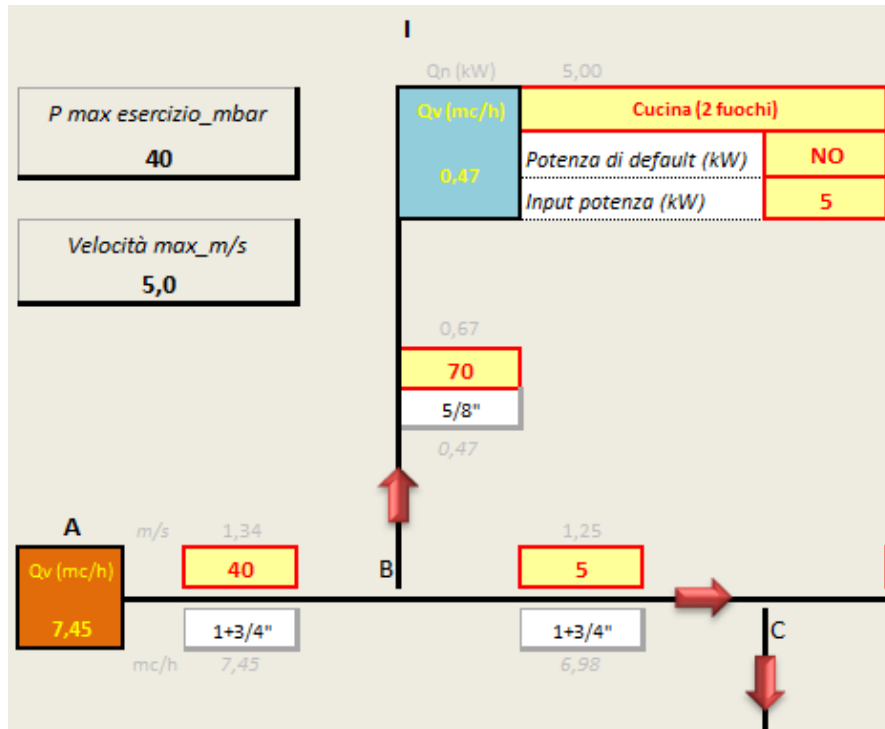 I
Qn (kW) 5,00
P max esercizio_mbar
40
Qv (mc/h)
0,47
Cucina (2 fuochi)
Potenza di default (kW) NO
Input potenza (kW) 5
Velocità max_m/s
5,0
0,67
70
5/8"
0,47
A m/s 1,34 1,25
Qv (mc/h) 40 B 5
7,45 1+3/4" 1+3/4" C
mc/h 7,45 6,98